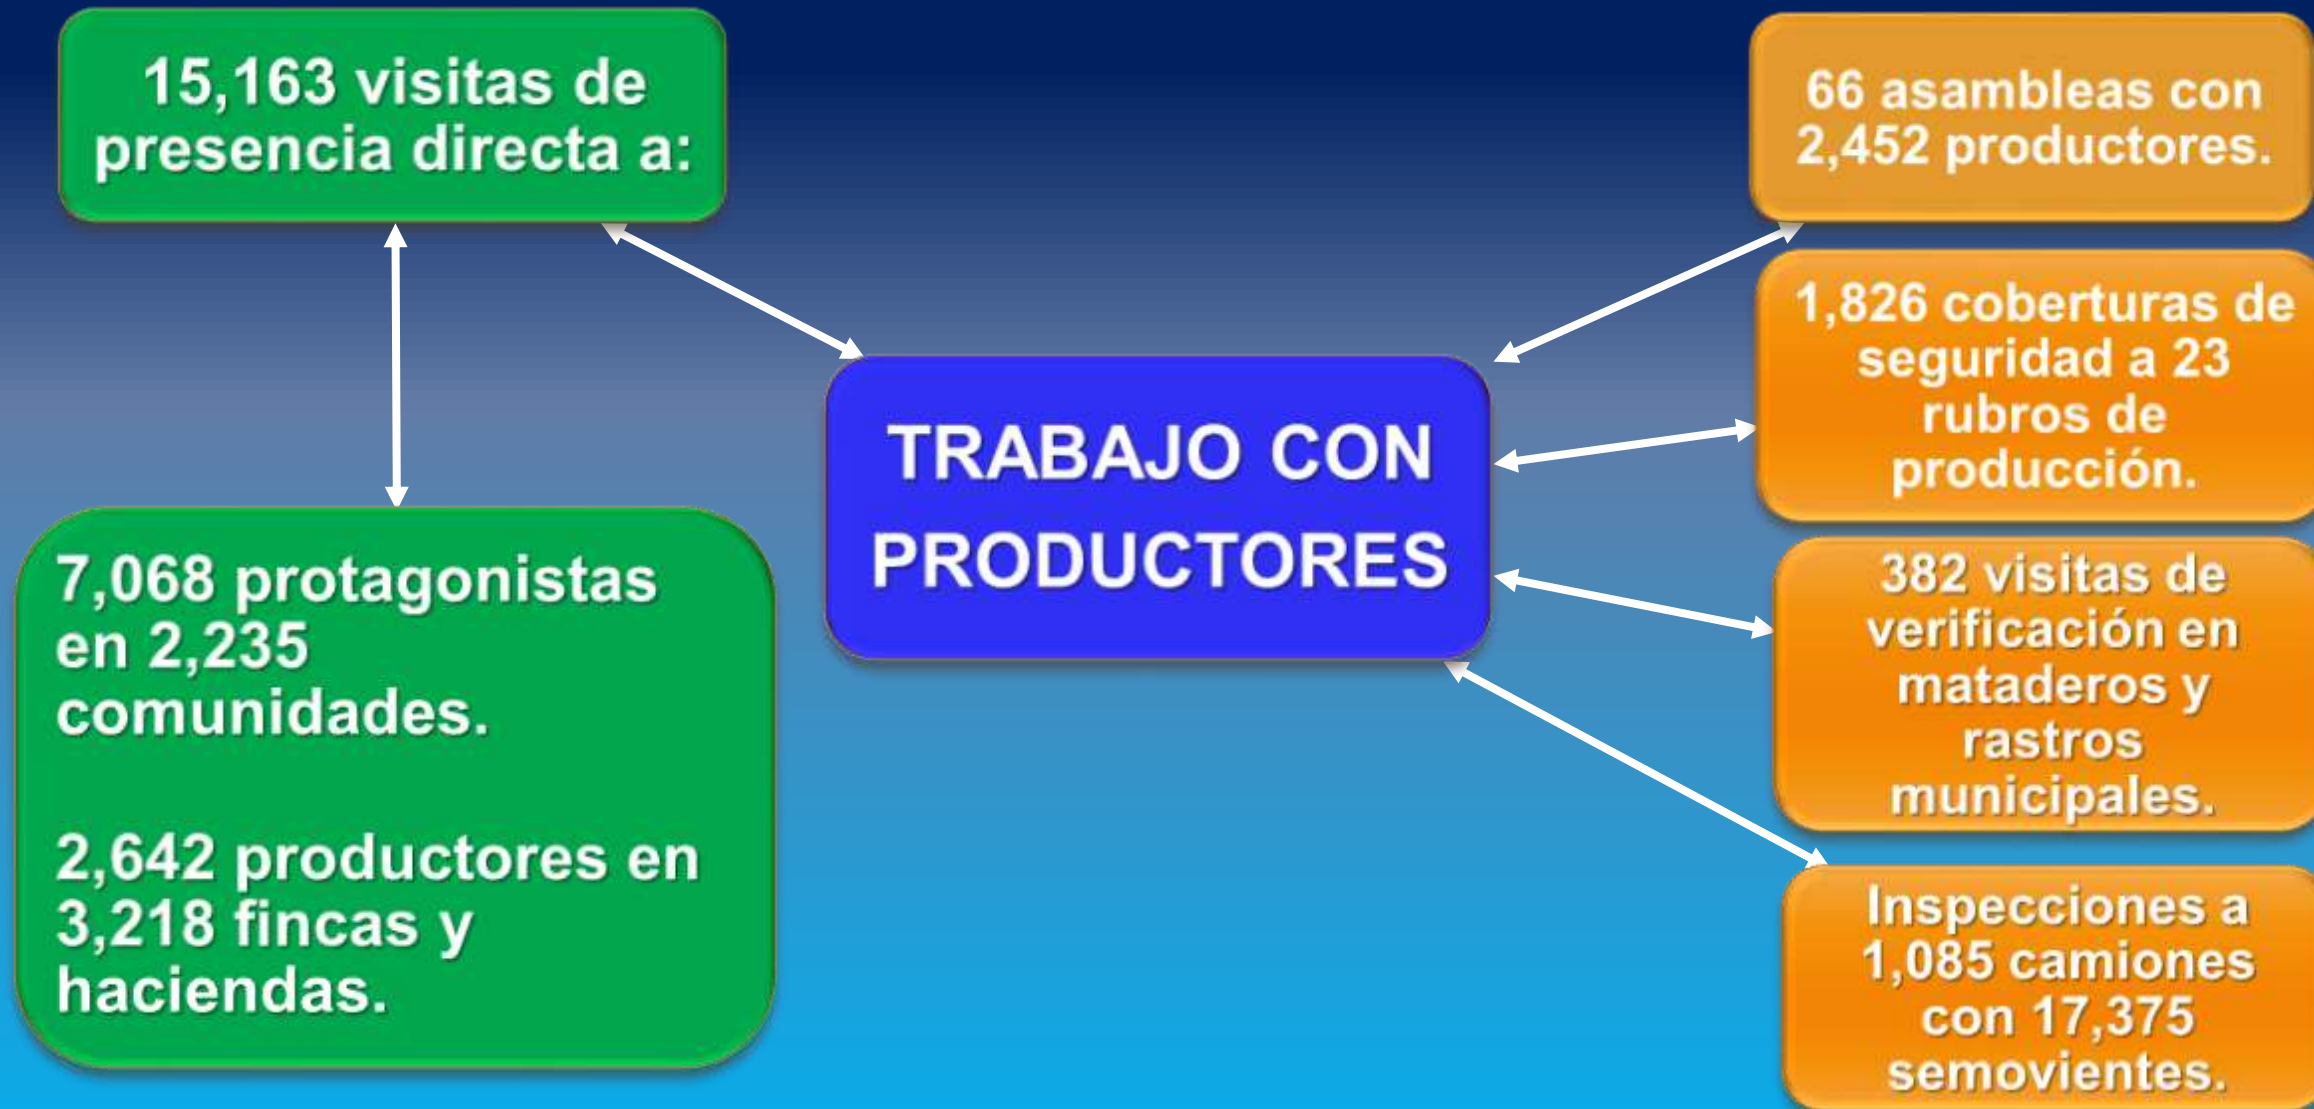 15,163 visitas de
presencia directa a:
7,068 protagonistas
en 2,235
comunidades.
2,642 productores en
3,218 fincas y
haciendas.
TRABAJO CON
PRODUCTORES
66 asambleas con
2,452 productores.
1,826 coberturas de
seguridad a 23
rubros de
producción.
382 visitas de
verificación en
mataderos y
rastros
municipales.
Inspecciones a
1,085 camiones
con 17,375
semovientes.